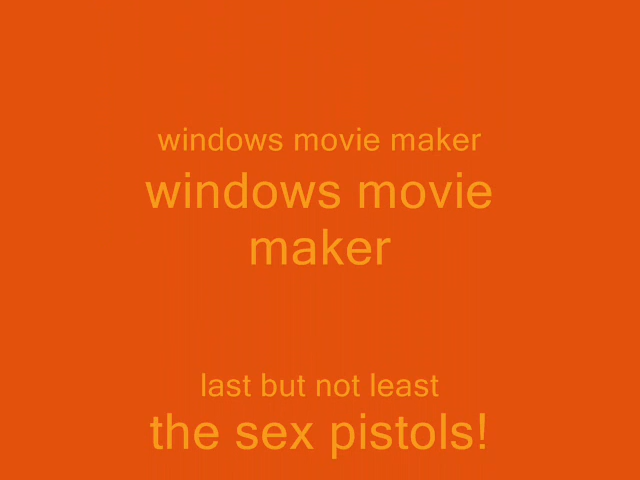 windows movie maker
windows movie
maker
last but not least
the sex pistols!